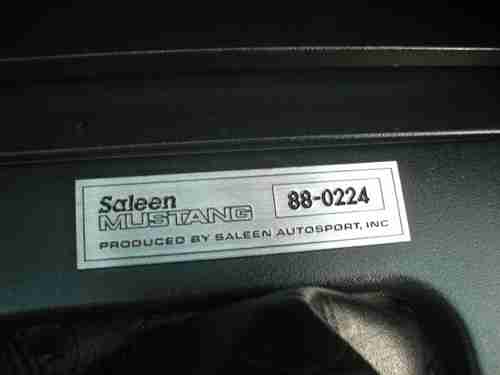 Saleen
MUSTANG
88-0224
PRODUCED BY SALEEN AUTOSPORT, INC